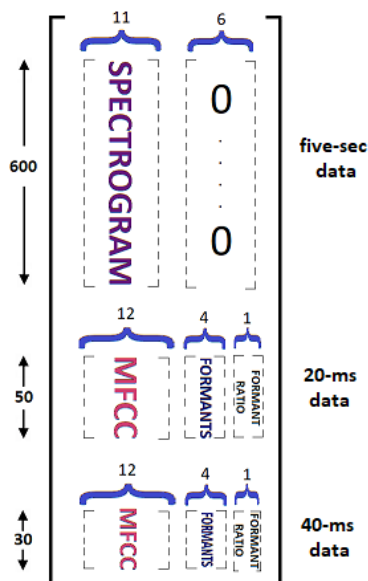 11 6
600
SPECTROGRAM
0
.
.
.
.
0
five-sec
data
12 4 1
50
MFCC
FORMANTS
FORMANT
RATIO
20-ms
data
12 4 1
30
MFCC
FORMANTS
FORMANT
RATIO
40-ms
data